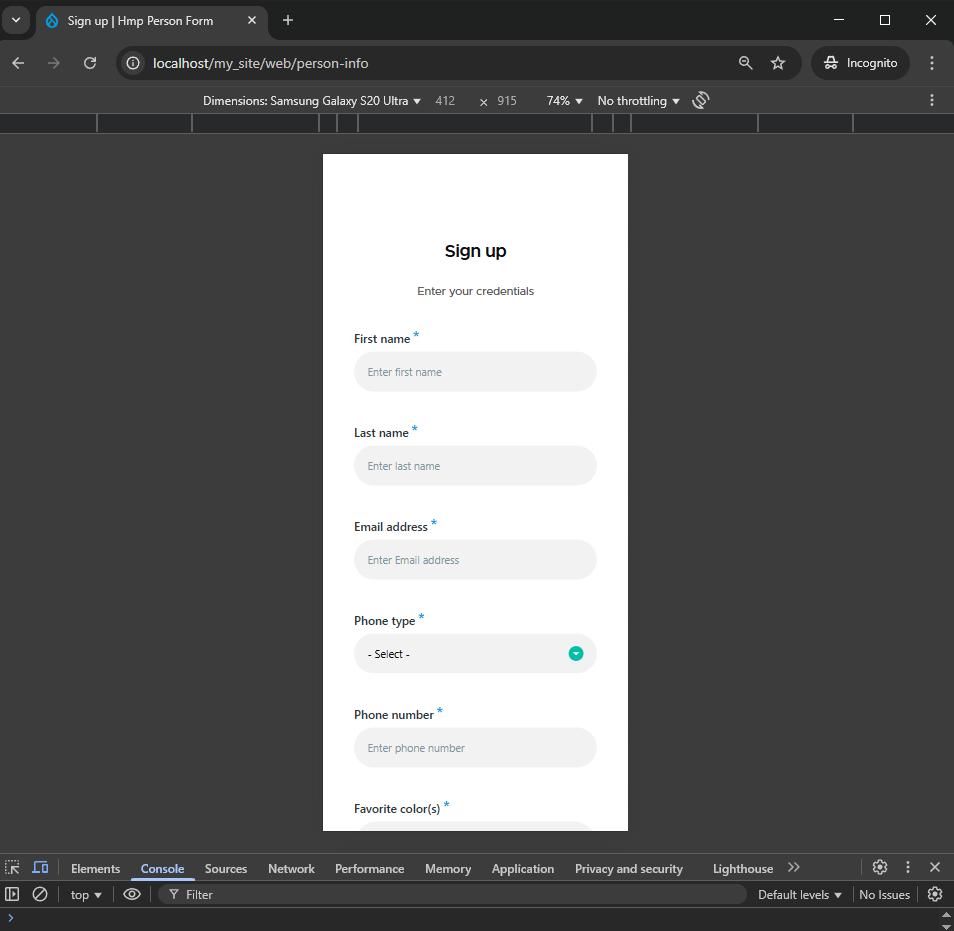 Sign up | Hmp Person Form
localhost/my_site/web/person-info
Incognito
Dimensions: Samsung Galaxy S20 Ultra 412 × 915 74% No throttling
Sign up
Enter your credentials
First name *
Enter first name
Last name *
Enter last name
Email address *
Enter Email address
Phone type *
- Select -
Phone number *
Enter phone number
Favorite color(s) *
Elements Console Sources Network Performance Memory Application Privacy and security Lighthouse
top Filter Default levels No Issues